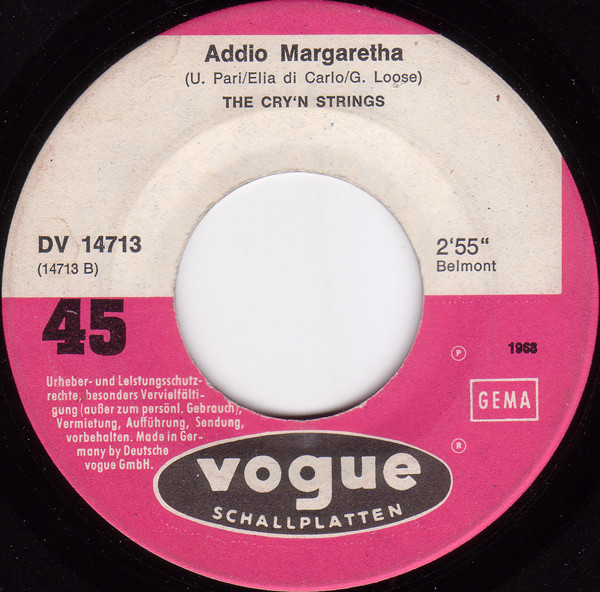 Addio Margaretha
(U. Pari/Elia di Carlo/G. Loose)
THE CRY'N STRINGS
DV 14713
(14713 B)
2'55"
Belmont
45
Ⓟ 1968
Urheber- und Leistungsschutz-
rechte, besonders Vervielfälti-
gung (außer zum persönl. Gebrauch),
Vermietung, Aufführung, Sendung,
vorbehalten. Made in Ger-
many by Deutsche
vogue GmbH.
GEMA
®
vogue
SCHALLPLATTEN